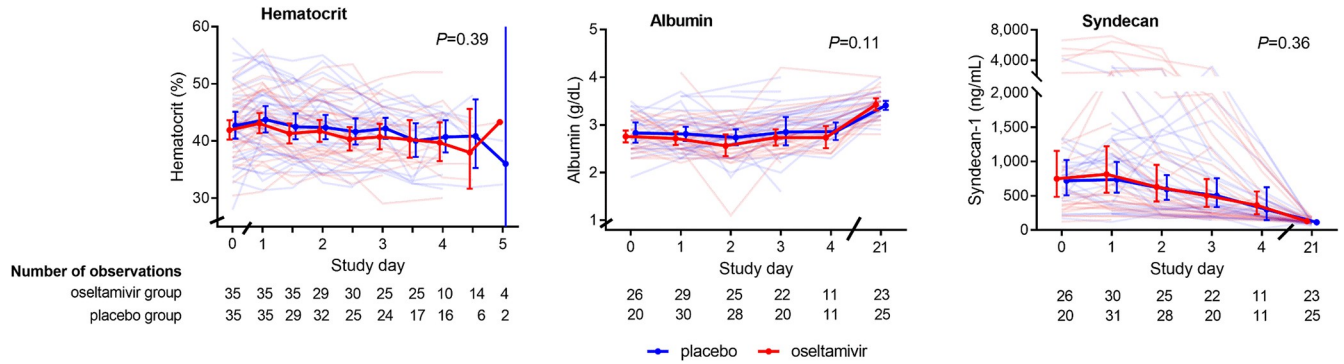 Hematocrit
P=0.39
Hematocrit (%)
60
50
40
30
0 1 2 3 4 5
Study day
Albumin
P=0.11
Albumin (g/dL)
5
4
3
2
1
0 1 2 3 4 21
Study day
Syndecan
P=0.36
Syndecan-1 (ng/mL)
8,000
4,000
2,000
1,500
1,000
500
0
0 1 2 3 4 21
Study day
Number of observations
oseltamivir group 35 35 35 29 30 25 25 10 14 4
placebo group 35 35 29 32 25 24 17 16 6 2
26 29 25 22 11 23
20 30 28 20 11 25
26 30 25 22 11 23
20 31 28 20 11 25
placebo oseltamivir